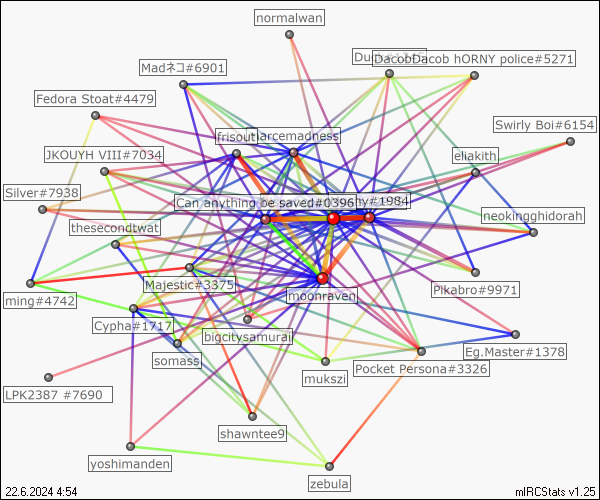 normalwan
DacobDacob hORNY police#5271
Madネコ#6901
Fedora Stoat#4479
Swirly Boi#6154
frisout
larcemadness
JKOUYH VIII#7034
eliakith
Silver#7938
Can anything be saved#0396
hy#1984
neokingghidorah
thesecondtwat
Majestic#3375
Pikabro#9971
moonraven
ming#4742
Cypha#1717
bigcitysamurai
Eg.Master#1378
somass
Pocket Persona#3326
mukszi
LPK2387 #7690
shawntee9
yoshimanden
zebula
22.6.2024 4:54
mIRCStats v1.25